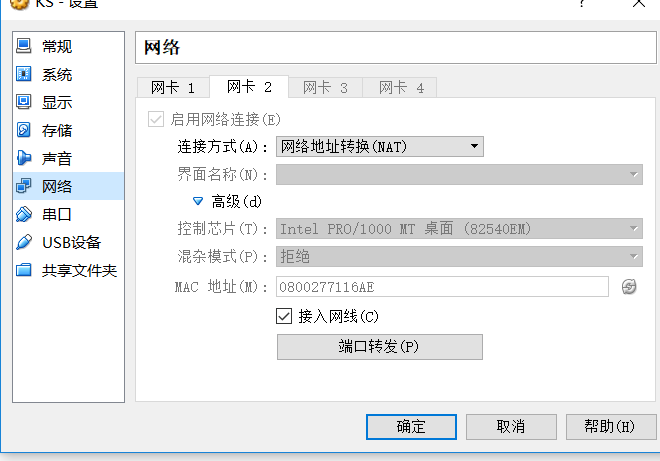 KS - 设置
常规
系统
显示
存储
声音
网络
串口
USB设备
共享文件夹
网络
网卡 1 网卡 2 网卡 3 网卡 4
启用网络连接(E)
连接方式(A): 网络地址转换(NAT)
界面名称(N):
高级(d)
控制芯片(T): Intel PRO/1000 MT 桌面 (82540EM)
混杂模式(P): 拒绝
MAC 地址(M): 0800277116AE
接入网线(C)
端口转发(P)
确定 取消 帮助(H)